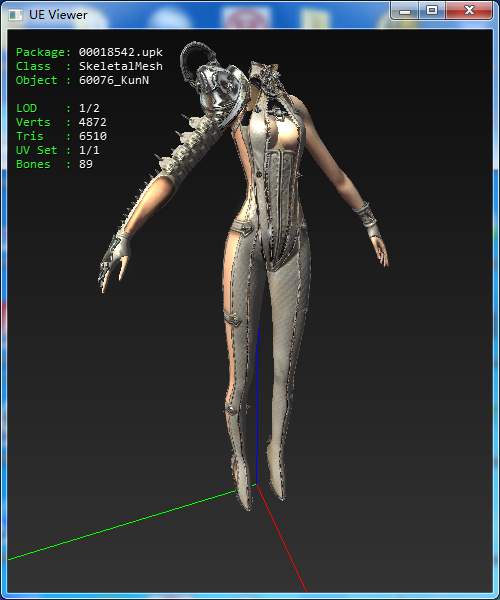 UE Viewer
Package: 00018542.upk
Class : SkeletalMesh
Object : 60076_KunN
LOD : 1/2
Verts : 4872
Tris : 6510
UV Set : 1/1
Bones : 89